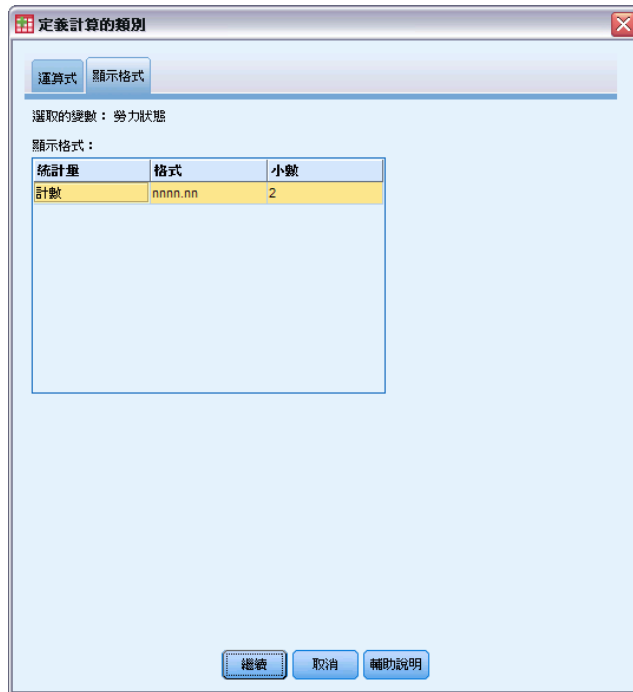 定義計算的類別
運算式 顯示格式
選取的變數: 勞力狀態
顯示格式:
統計量 格式 小數
計數 nnnn.nn 2
繼續 取消 輔助說明